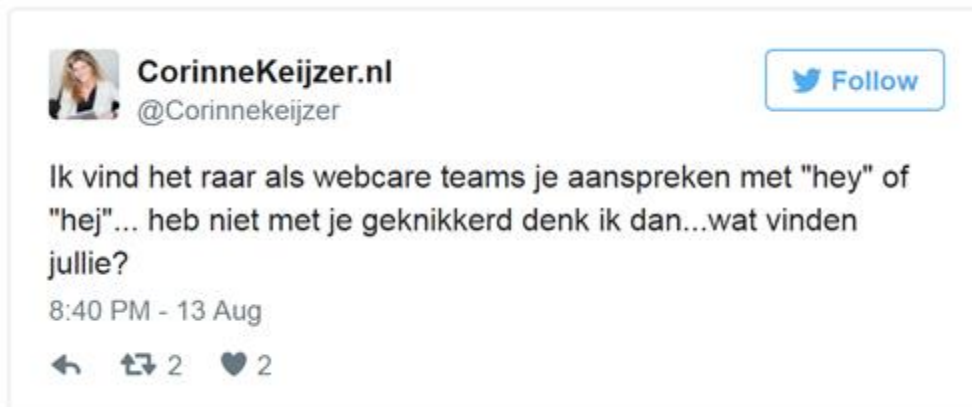 CorinneKeijzer.nl
@Corinnekeijzer
Follow
Ik vind het raar als webcare teams je aanspreken met "hey" of
"hej"... heb niet met je geknikkerd denk ik dan...wat vinden
jullie?
8:40 PM - 13 Aug
2 2